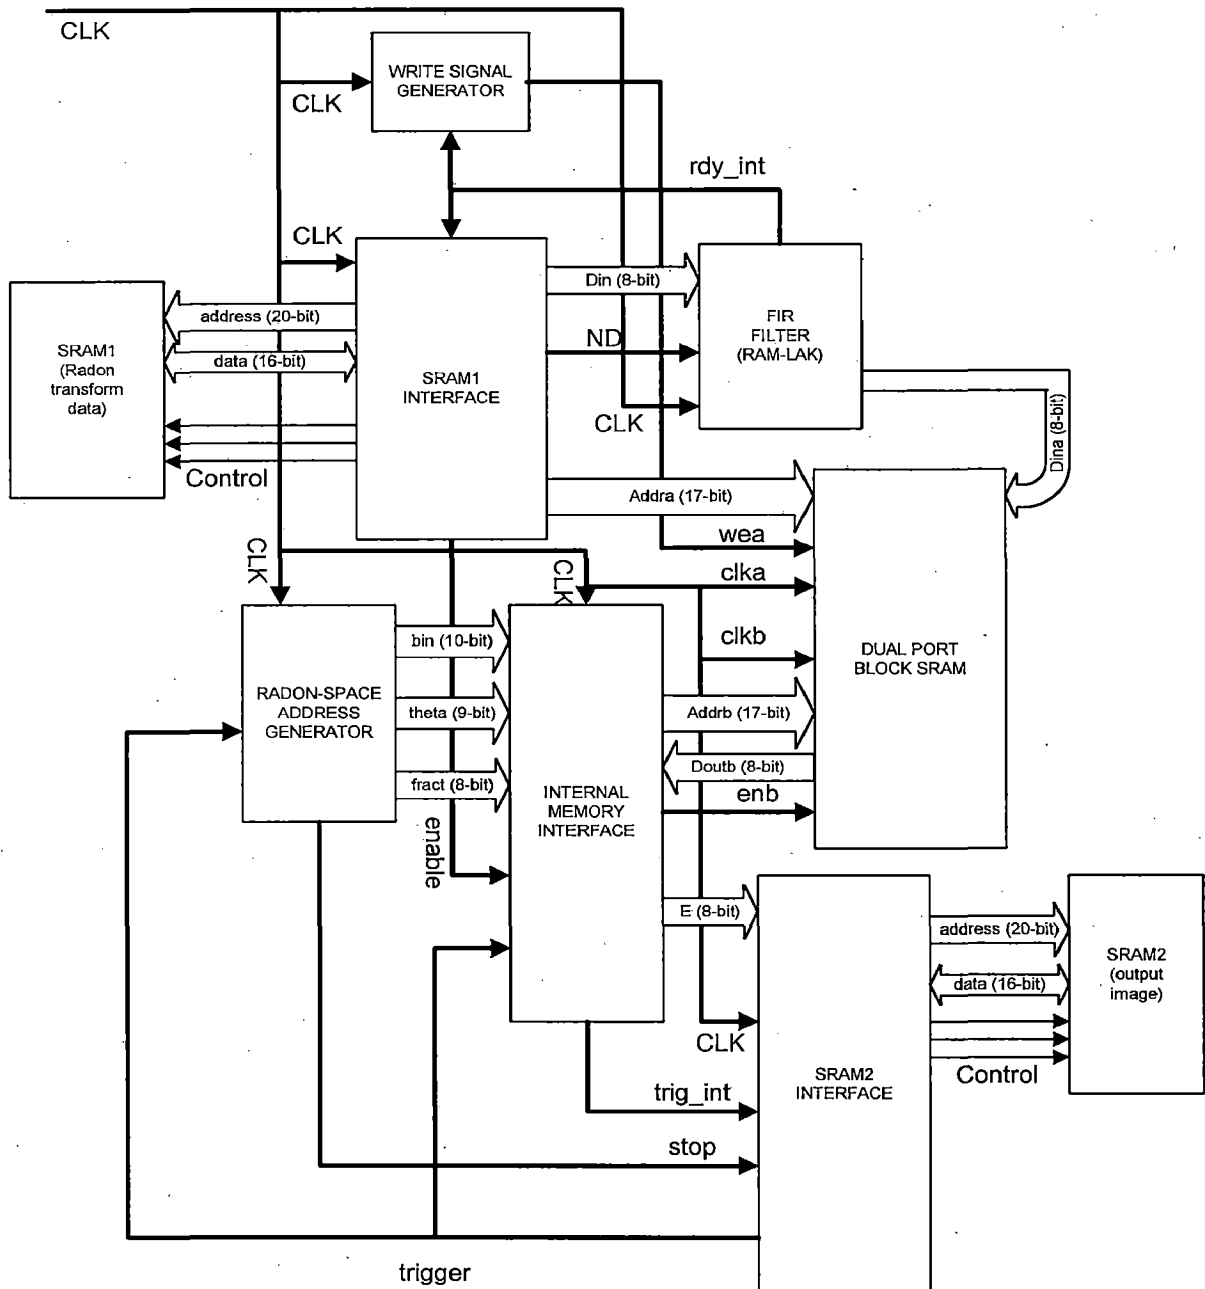 CLK
WRITE SIGNAL
GENERATOR
CLK
rdy_int
CLK
Din (8-bit)
FIR
FILTER
(RAM-LAK)
address (20-bit)
SRAM1
(Radon
transform
data)
data (16-bit)
ND
SRAM1
INTERFACE
CLK
Control
Dina (8-bit)
Addra (17-bit)
wea
CLK
CLK
clka
clkb
DUAL PORT
BLOCK SRAM
bin (10-bit)
RADON-SPACE
ADDRESS
GENERATOR
theta (9-bit)
Addrb (17-bit)
fract (8-bit)
Doutb (8-bit)
INTERNAL
MEMORY
INTERFACE
enb
enable
E (8-bit)
address (20-bit)
SRAM2
(output
image)
data (16-bit)
CLK
Control
SRAM2
INTERFACE
trig_int
stop
trigger